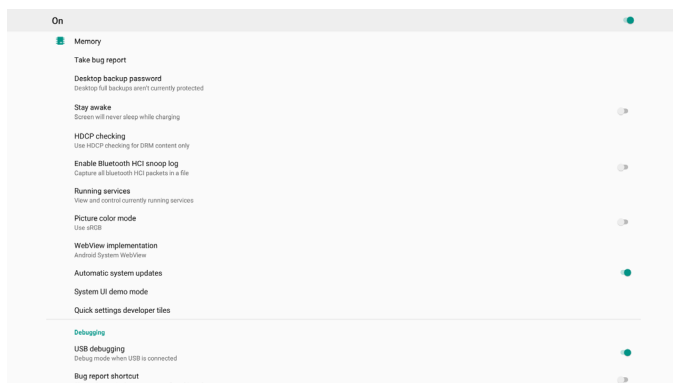 On
Memory
Take bug report
Desktop backup password
Desktop full backups aren't currently protected
Stay awake
Screen will never sleep while charging
HDCP checking
Use HDCP checking for DRM content only
Enable Bluetooth HCI snoop log
Capture all bluetooth HCI packets in a file
Running services
View and control currently running services
Picture color mode
Use sRGB
WebView implementation
Android System WebView
Automatic system updates
System UI demo mode
Quick settings developer tiles
Debugging
USB debugging
Debug mode when USB is connected
Bug report shortcut